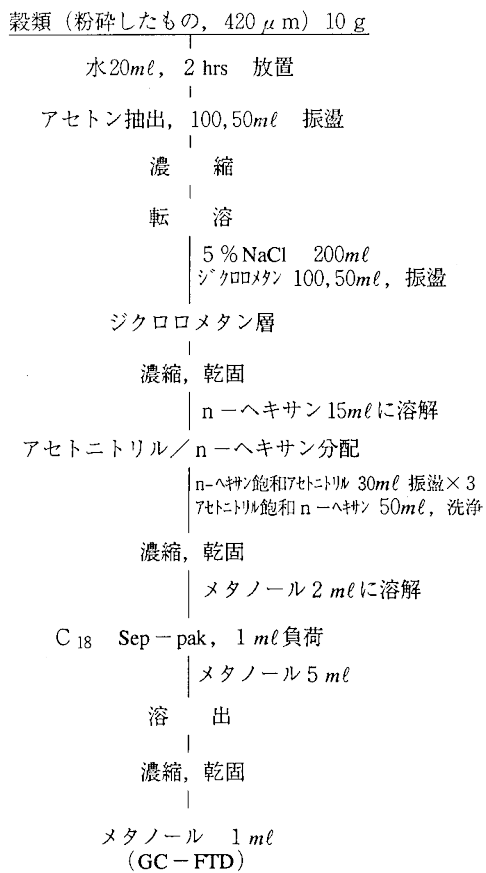 穀類(粉砕したもの, 420μm) 10g
水20mℓ, 2hrs 放置
アセトン抽出, 100,50mℓ 振盪
濃 縮
転 溶
5%NaCl 200mℓ
ジクロロメタン 100,50mℓ, 振盪
ジクロロメタン層
濃縮, 乾固
n-ヘキサン15mℓに溶解
アセトニトリル/n-ヘキサン分配
n-ヘキサン飽和アセトニトリル 30mℓ 振盪×3
アセトニトリル飽和n-ヘキサン 50mℓ, 洗浄
濃縮, 乾固
メタノール2mℓに溶解
C18 Sep-pak, 1mℓ負荷
メタノール5mℓ
溶 出
濃縮, 乾固
メタノール 1mℓ
(GC-FTD)